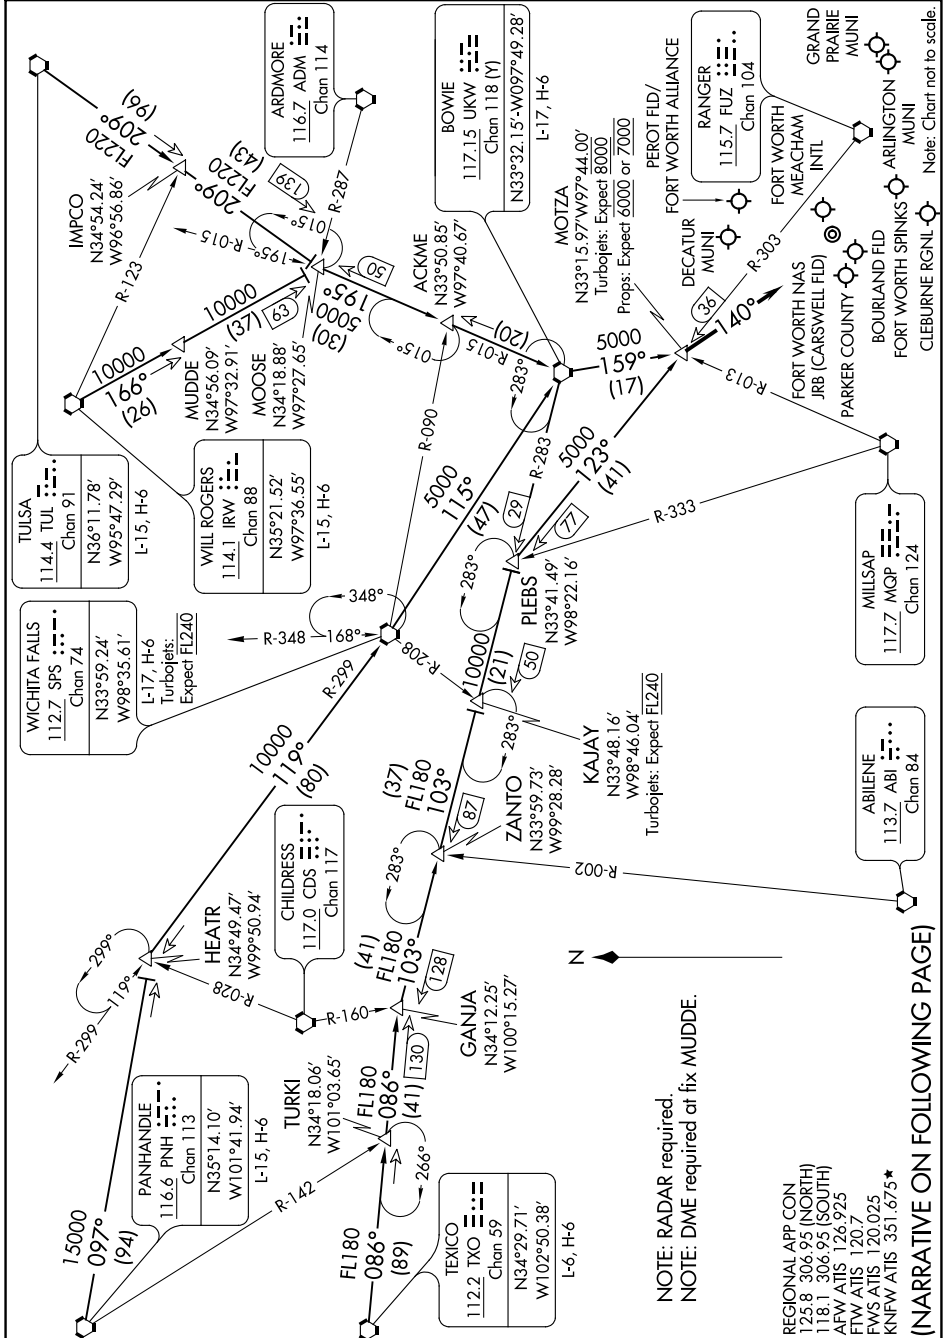 TULSA
114.4 TUL
Chan 91
N36°11.78'
W95°47.29'
L-15, H-6
FL220
209°
(96)
IMPCO
N34°54.24'
W96°56.86'
FL220
209°
(43)
139
ARDMORE
116.7 ADM
Chan 114
R-287
R-123
WILL ROGERS
114.1 IRW
Chan 88
N35°21.52'
W97°36.55'
L-15, H-6
10000
166°
(26)
MUDDE
N34°56.09'
W97°32.91'
10000
(37)
63
MOOSE
N34°18.88'
W97°27.65'
R-015
195°
015°
50
195°
5000
(30)
ACKME
N33°50.85'
W97°40.67'
015°
R-015
(20)
R-090
BOWIE
117.15 UKW
Chan 118 (Y)
N33°32.15'-W097°49.28'
L-17, H-6
283°
5000
159°
(17)
MOTZA
N33°15.97'W97°44.00'
Turbojets: Expect 8000
Props: Expect 6000 or 7000
36
140°
R-303
R-013
RANGER
115.7 FUZ
Chan 104
PEROT FLD/
FORT WORTH ALLIANCE
DECATUR
MUNI
FORT WORTH
MEACHAM
INTL
GRAND
PRAIRIE
MUNI
ARLINGTON
MUNI
FORT WORTH NAS
JRB (CARSWELL FLD)
PARKER COUNTY
BOURLAND FLD
FORT WORTH SPINKS
CLEBURNE RGNL
Note: Chart not to scale.
WICHITA FALLS
112.7 SPS
Chan 74
N33°59.24'
W98°35.61'
L-17, H-6
Turbojets:
Expect FL240
R-348
168°
348°
R-299
R-208
5000
115°
(47)
R-283
29
5000
123°
(41)
77
283°
PLEBS
N33°41.49'
W98°22.16'
R-333
MILLSAP
117.7 MQP
Chan 124
10000
(21)
50
283°
KAJAY
N33°48.16'
W98°46.04'
Turbojets: Expect FL240
10000
119°
(80)
(37)
FL180
103°
87
ZANTO
N33°59.73'
W99°28.28'
283°
R-002
ABILENE
113.7 ABI
Chan 84
R-299
119°
299°
HEATR
N34°49.47'
W99°50.94'
R-028
CHILDRESS
117.0 CDS
Chan 117
R-160
(41)
FL180
103°
128
GANJA
N34°12.25'
W100°15.27'
130
FL180
086°
(41)
TURKI
N34°18.06'
W101°03.65'
266°
15000
097°
(94)
PANHANDLE
116.6 PNH
Chan 113
N35°14.10'
W101°41.94'
L-15, H-6
R-142
FL180
086°
(89)
TEXICO
112.2 TXO
Chan 59
N34°29.71'
W102°50.38'
L-6, H-6
N
NOTE: RADAR required.
NOTE: DME required at fix MUDDE.
REGIONAL APP CON
125.8 306.95 (NORTH)
118.1 306.95 (SOUTH)
AFW ATIS 126.925
FTW ATIS 120.7
FWS ATIS 120.025
KNFW ATIS 351.675★
(NARRATIVE ON FOLLOWING PAGE)